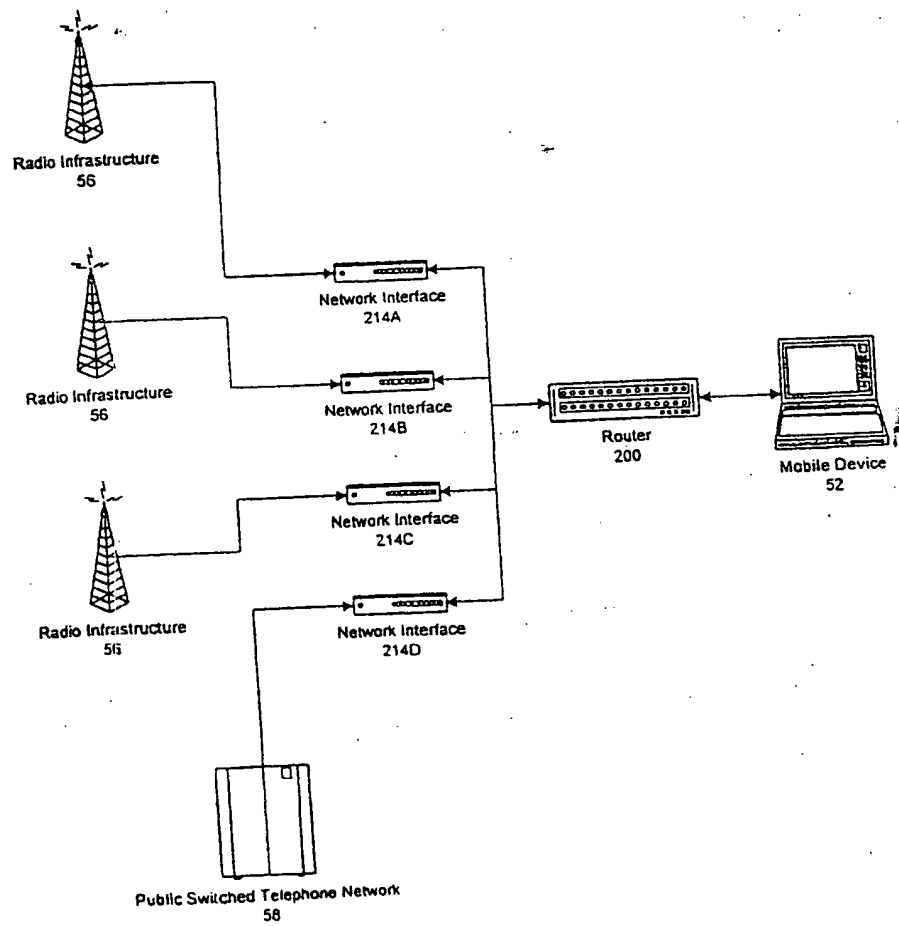 Radio Infrastructure
56
Network Interface
214A
Radio Infrastructure
56
Network Interface
214B
Router
200
Mobile Device
52
Network Interface
214C
Radio Infrastructure
56
Network Interface
214D
Public Switched Telephone Network
58